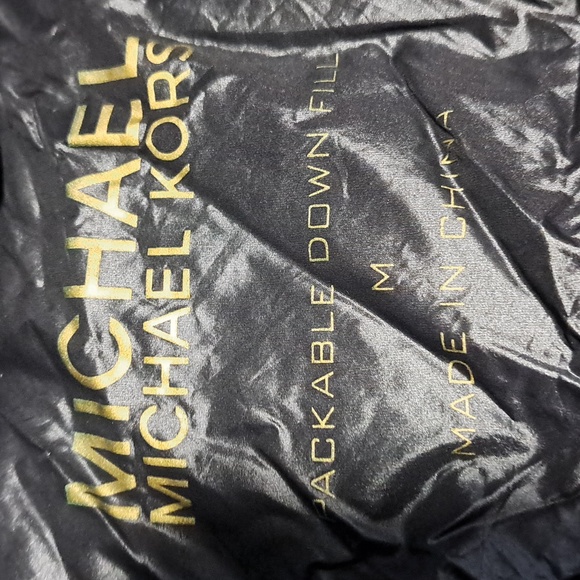 MICHAEL
MICHAEL KORS
PACKABLE DOWN FILL
M
MADE IN CHINA